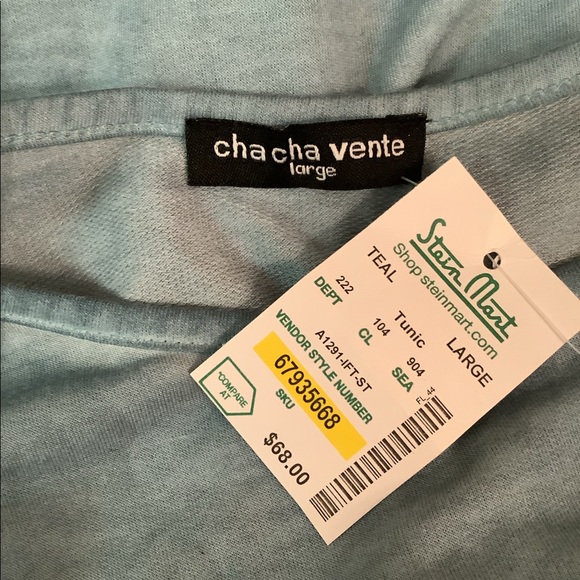 cha cha vente
large
Stein Mart
Shop steinmart.com
TEAL
LARGE
222
Tunic
DEPT
104
904
CL
SEA
A1291-IFT-ST
VENDOR STYLE NUMBER
67935668
SKU
*COMPARE
AT
$68.00